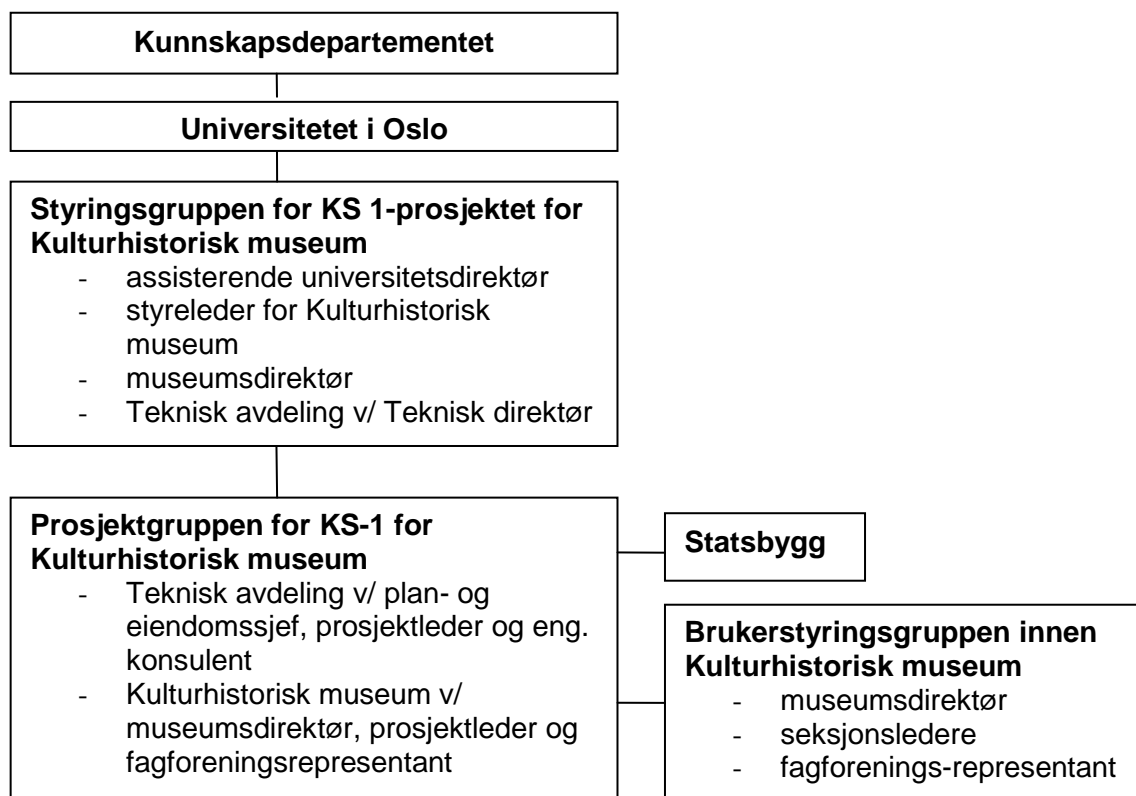 Kunnskapsdepartementet
Universitetet i Oslo
Styringsgruppen for KS 1-prosjektet for
Kulturhistorisk museum
- assisterende universitetsdirektør
- styreleder for Kulturhistorisk
museum
- museumsdirektør
- Teknisk avdeling v/ Teknisk direktør
Prosjektgruppen for KS-1 for
Kulturhistorisk museum
- Teknisk avdeling v/ plan- og
eiendomssjef, prosjektleder og eng.
konsulent
- Kulturhistorisk museum v/
museumsdirektør, prosjektleder og
fagforeningsrepresentant
Statsbygg
Brukerstyringsgruppen innen
Kulturhistorisk museum
- museumsdirektør
- seksjonsledere
- fagforenings-representant